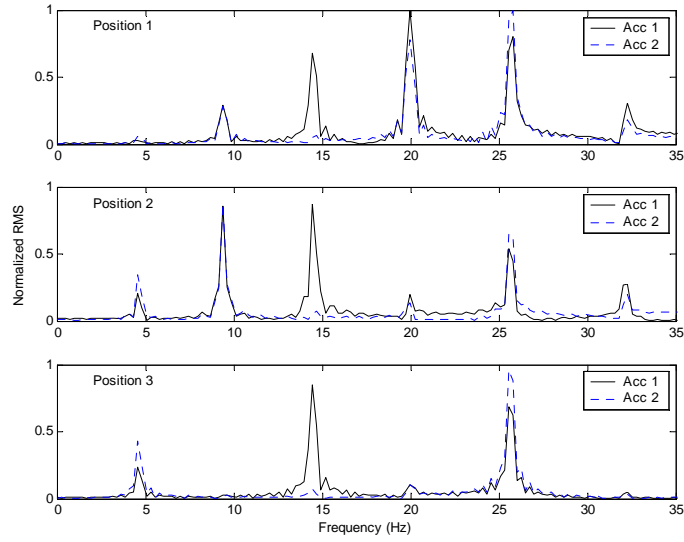 Position 1
Acc 1
Acc 2
1
0.5
0
0 5 10 15 20 25 30 35
Position 2
Acc 1
Acc 2
1
0.5
0
0 5 10 15 20 25 30 35
Normalized RMS
Position 3
Acc 1
Acc 2
1
0.5
0
0 5 10 15 20 25 30 35
Frequency (Hz)